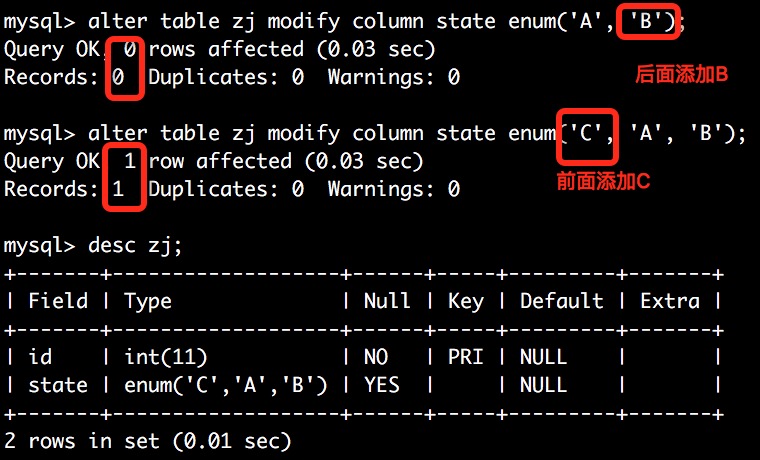 mysql> alter table zj modify column state enum('A', 'B');
Query OK, 0 rows affected (0.03 sec)
Records: 0  Duplicates: 0  Warnings: 0
后面添加B
mysql> alter table zj modify column state enum('C', 'A', 'B');
Query OK, 1 row affected (0.03 sec)
Records: 1  Duplicates: 0  Warnings: 0
前面添加C
mysql> desc zj;
+-------+-------------------+------+-----+---------+-------+
| Field | Type              | Null | Key | Default | Extra |
+-------+-------------------+------+-----+---------+-------+
| id    | int(11)           | NO   | PRI | NULL    |       |
| state | enum('C','A','B') | YES  |     | NULL    |       |
+-------+-------------------+------+-----+---------+-------+
2 rows in set (0.01 sec)